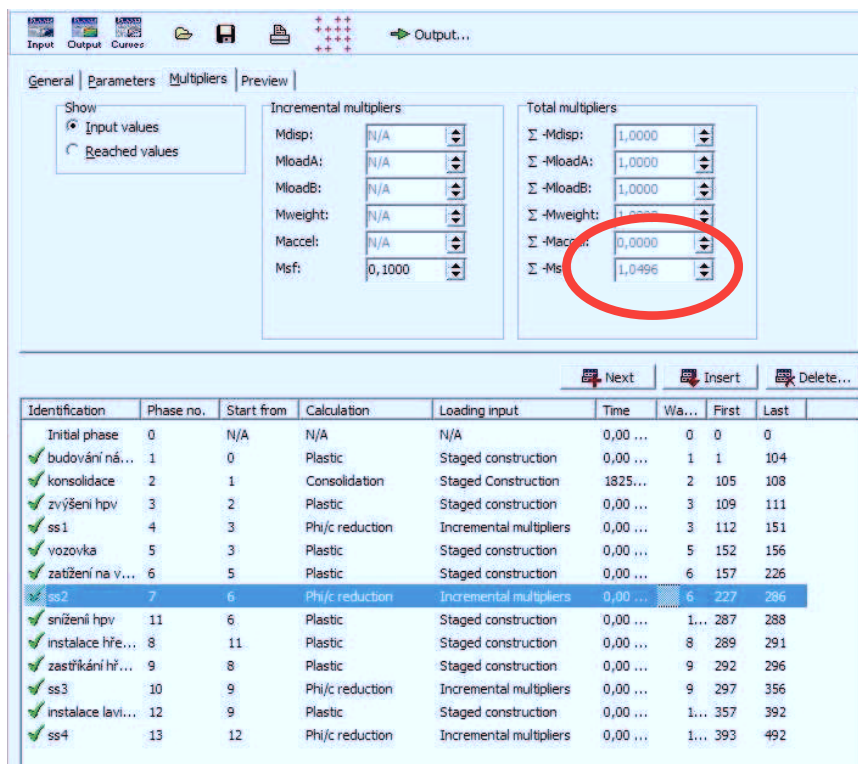 Input Output Curves Output...
General Parameters Multipliers Preview
Show Incremental multipliers Total multipliers
Input values Mdisp: N/A Σ -Mdisp: 1,0000
Reached values MloadA: N/A Σ -MloadA: 1,0000
MloadB: N/A Σ -MloadB: 1,0000
Mweight: N/A Σ -Mweight: 1,0000
Maccel: N/A Σ -Maccel: 0,0000
Msf: 0,1000 Σ -Ms 1,0496
Next Insert Delete...
Identification Phase no. Start from Calculation Loading input Time Wa... First Last
Initial phase 0 N/A N/A N/A 0,00 ... 0 0 0
budování ná... 1 0 Plastic Staged construction 0,00 ... 1 1 104
konsolidace 2 1 Consolidation Staged Construction 1825... 2 105 108
zvýšeni hpv 3 2 Plastic Staged construction 0,00 ... 3 109 111
ss1 4 3 Phi/c reduction Incremental multipliers 0,00 ... 3 112 151
vozovka 5 3 Plastic Staged construction 0,00 ... 5 152 156
zatížení na v... 6 5 Plastic Staged construction 0,00 ... 6 157 226
ss2 7 6 Phi/c reduction Incremental multipliers 0,00 ... 6 227 286
snížení hpv 11 6 Plastic Staged construction 0,00 ... 1... 287 288
instalace hře... 8 11 Plastic Staged construction 0,00 ... 8 289 291
zastříkání hř... 9 8 Plastic Staged construction 0,00 ... 9 292 296
ss3 10 9 Phi/c reduction Incremental multipliers 0,00 ... 9 297 356
instalace lavi... 12 9 Plastic Staged construction 0,00 ... 1... 357 392
ss4 13 12 Phi/c reduction Incremental multipliers 0,00 ... 1... 393 492